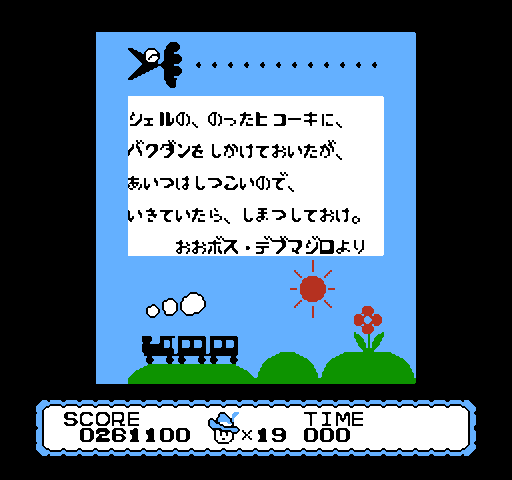 シェルの、のったヒコーキに、
バクダンをしかけておいたが、
あいつはしつこいので、
いきていたら、しまつしておけ。
おおボス・デブマジロより
SCORE TIME
0261100 ×19 000